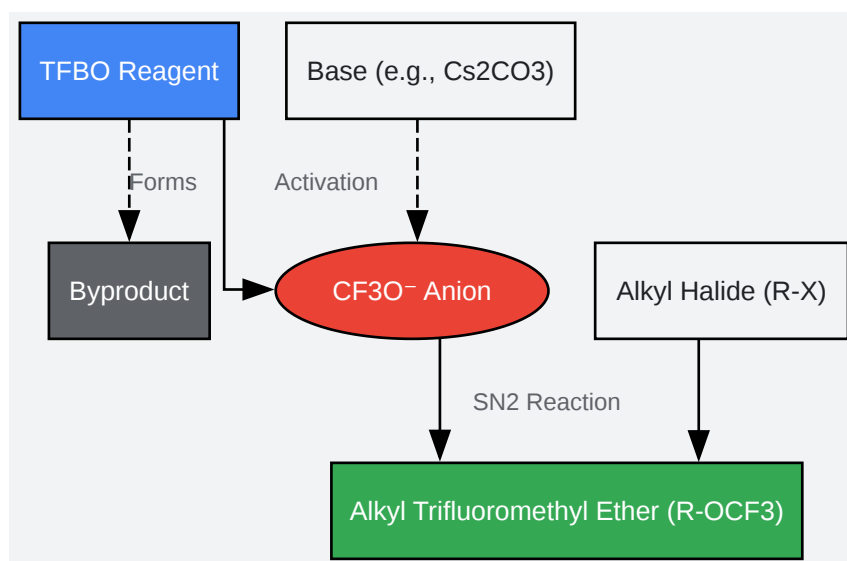 TFBO Reagent
Base (e.g., Cs2CO3)
Forms
Activation
Byproduct
CF3O⁻ Anion
Alkyl Halide (R-X)
SN2 Reaction
Alkyl Trifluoromethyl Ether (R-OCF3)